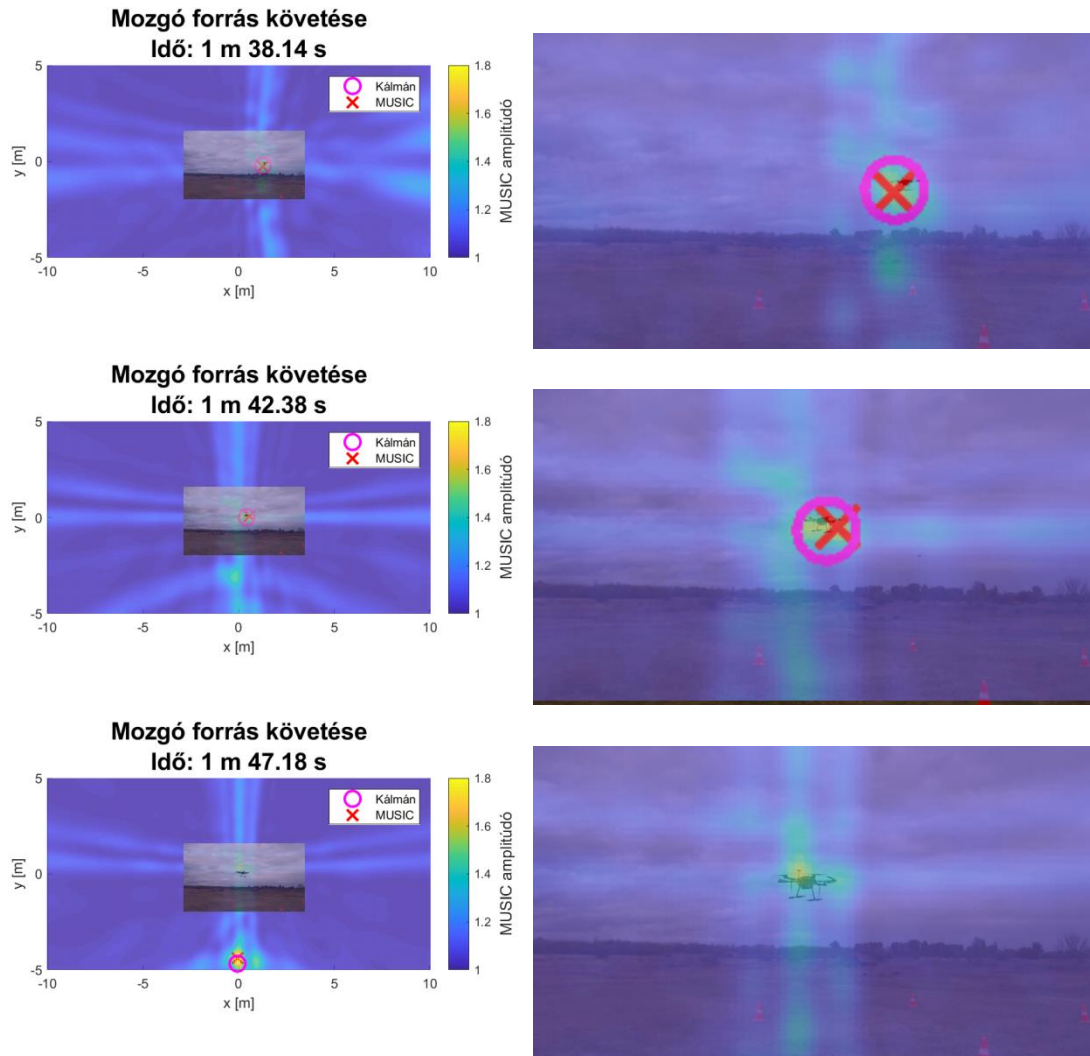 Mozgó forrás követése
Idő: 1 m 38.14 s
5
0
-5
y [m]
-10
-5
0
5
10
x [m]
Kálmán
MUSIC
1.8
1.6
1.4
1.2
1
MUSIC amplitúdó
Mozgó forrás követése
Idő: 1 m 42.38 s
5
0
-5
y [m]
-10
-5
0
5
10
x [m]
Kálmán
MUSIC
1.8
1.6
1.4
1.2
1
MUSIC amplitúdó
Mozgó forrás követése
Idő: 1 m 47.18 s
5
0
-5
y [m]
-10
-5
0
5
10
x [m]
Kálmán
MUSIC
1.8
1.6
1.4
1.2
1
MUSIC amplitúdó